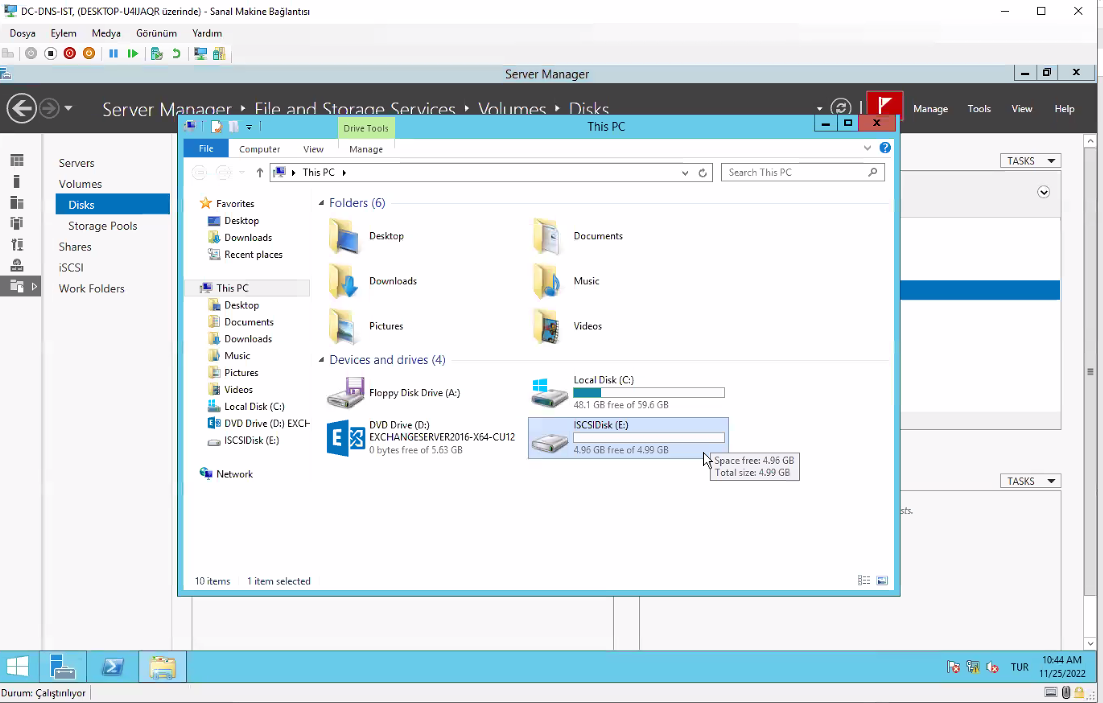 DC-DNS-IST, (DESKTOP-U4IJAQR üzerinde) - Sanal Makine Bağlantısı
Dosya Eylem Medya Görünüm Yardım
Server Manager
Server Manager ‣ File and Storage Services ‣ Volumes ‣ Disks
Manage Tools View Help
Drive Tools
This PC
File Computer View Manage
This PC
Search This PC
Servers
Volumes
Disks
Storage Pools
Shares
iSCSI
Work Folders
Favorites
Desktop
Downloads
Recent places
This PC
Desktop
Documents
Downloads
Music
Pictures
Videos
Local Disk (C:)
DVD Drive (D:) EXCH
ISCSIDisk (E:)
Network
Folders (6)
Desktop
Documents
Downloads
Music
Pictures
Videos
Devices and drives (4)
Floppy Disk Drive (A:)
Local Disk (C:)
48.1 GB free of 59.6 GB
DVD Drive (D:)
EXCHANGESERVER2016-X64-CU12
0 bytes free of 5.63 GB
ISCSIDisk (E:)
4.96 GB free of 4.99 GB
Space free: 4.96 GB
Total size: 4.99 GB
10 items 1 item selected
TASKS
TASKS
TUR
10:44 AM
11/25/2022
Durum: Çalıştırılıyor